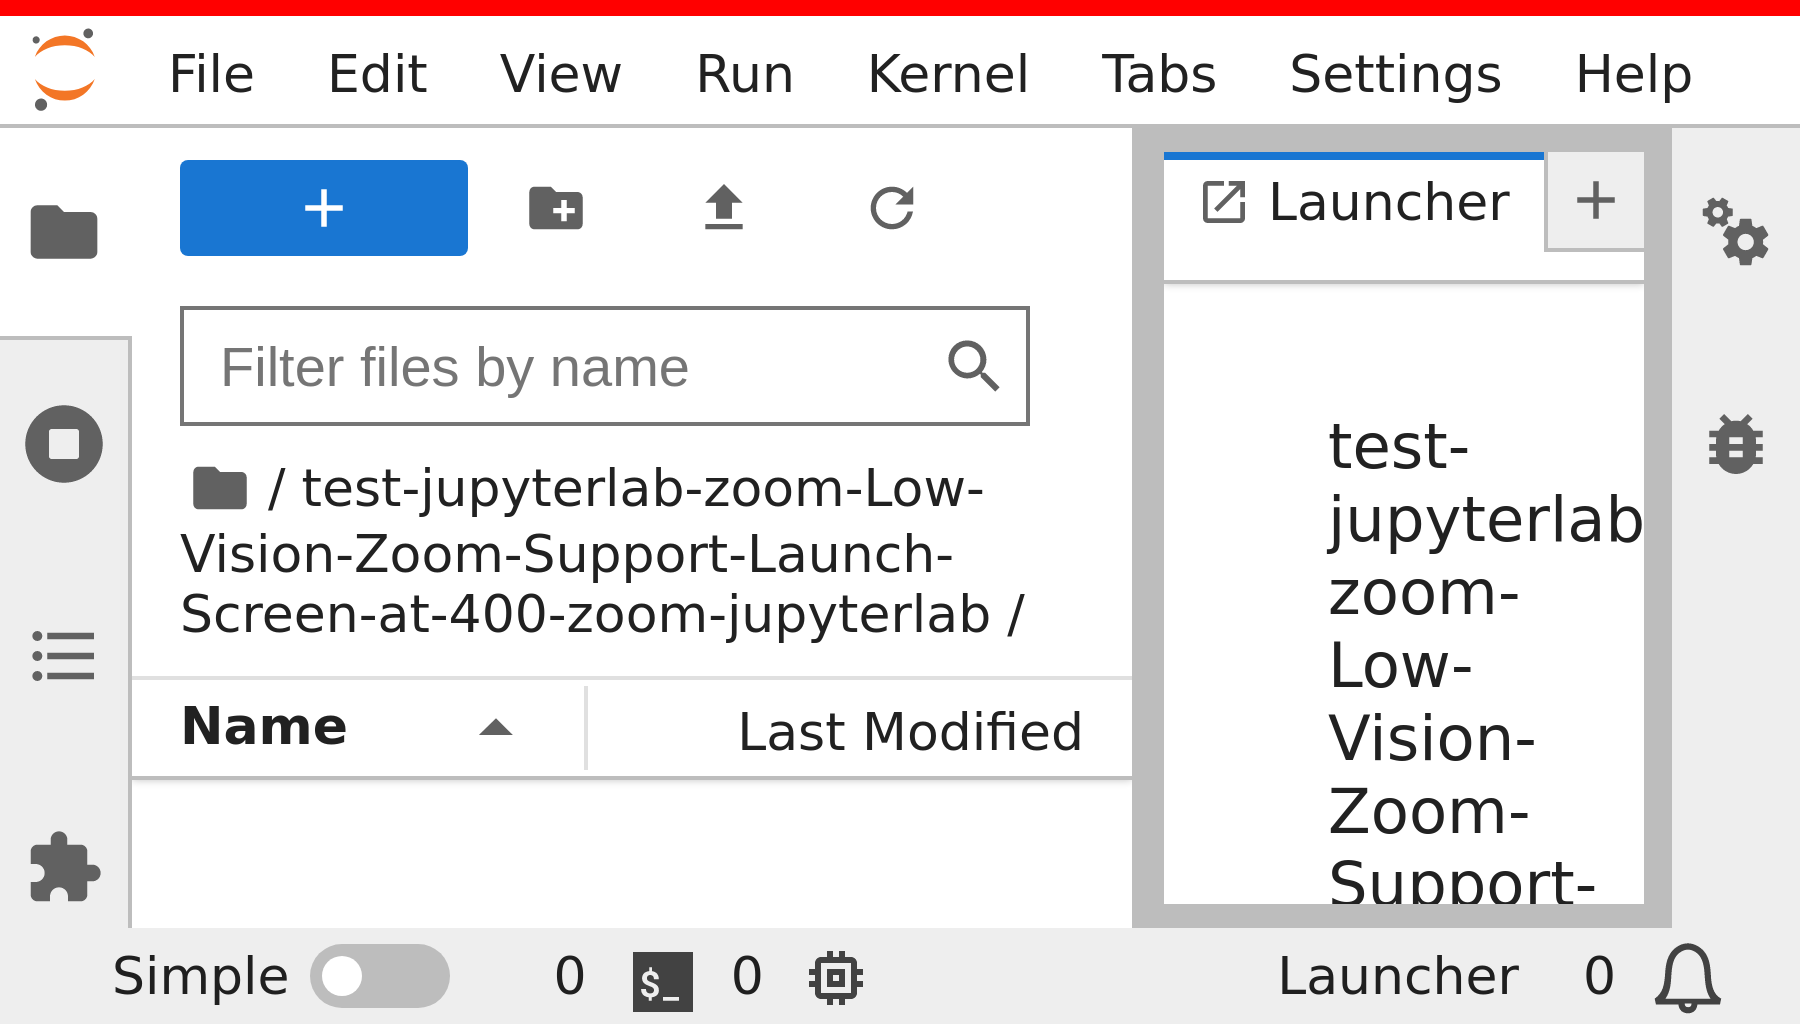 File Edit View Run Kernel Tabs Settings Help
Launcher
Filter files by name
/ test-jupyterlab-zoom-Low-
Vision-Zoom-Support-Launch-
Screen-at-400-zoom-jupyterlab /
Name Last Modified
test-
jupyterlab
zoom-
Low-
Vision-
Zoom-
Support-
Simple 0 $_ 0 Launcher 0